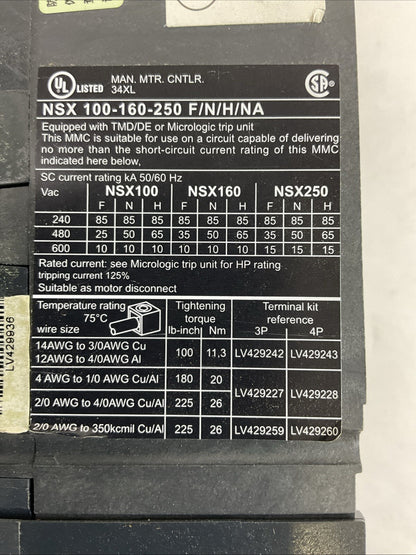 UL LISTED MAN. MTR. CNTLR. 34XL SA
NSX 100-160-250 F/N/H/NA
Equipped with TMD/DE or Micrologic trip unit
This MMC is suitable for use on a circuit capable of delivering
no more than the short-circuit current rating of this MMC
indicated here below,
SC current rating kA 50/60 Hz
Vac NSX100 NSX160 NSX250
F N H F N H F N H
240 85 85 85 85 85 85 85 85 85
480 25 50 65 35 50 65 35 50 65
600 10 10 10 10 10 10 15 15 15
Rated current: see Micrologic trip unit for HP rating
tripping current 125%
Suitable as motor disconnect
Temperature rating 75°C wire size Tightening torque lb-inch Nm Terminal kit reference 3P 4P
14AWG to 3/0AWG Cu
12AWG to 4/0AWG Al 100 11,3 LV429242 LV429243
4 AWG to 1/0 AWG Cu/Al 180 20
LV429227 LV429228
2/0 AWG to 4/0AWG Cu/Al 225 26
2/0 AWG to 350kcmil Cu/Al 225 26 LV429259 LV429260
LV429936